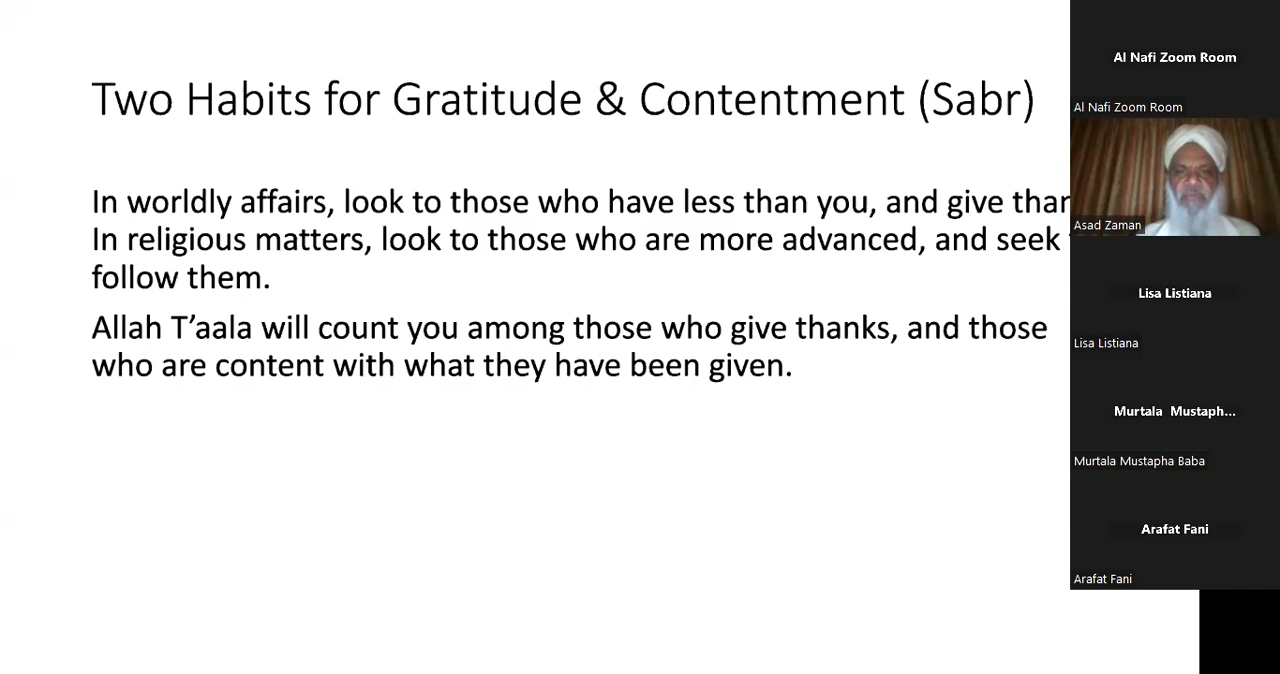 Two Habits for Gratitude & Contentment (Sabr)
In worldly affairs, look to those who have less than you, and give than
In religious matters, look to those who are more advanced, and seek
follow them.
Allah T’aala will count you among those who give thanks, and those
who are content with what they have been given.
Al Nafi Zoom Room
Al Nafi Zoom Room
Asad Zaman
Lisa Listiana
Lisa Listiana
Murtala Mustaph...
Murtala Mustapha Baba
Arafat Fani
Arafat Fani